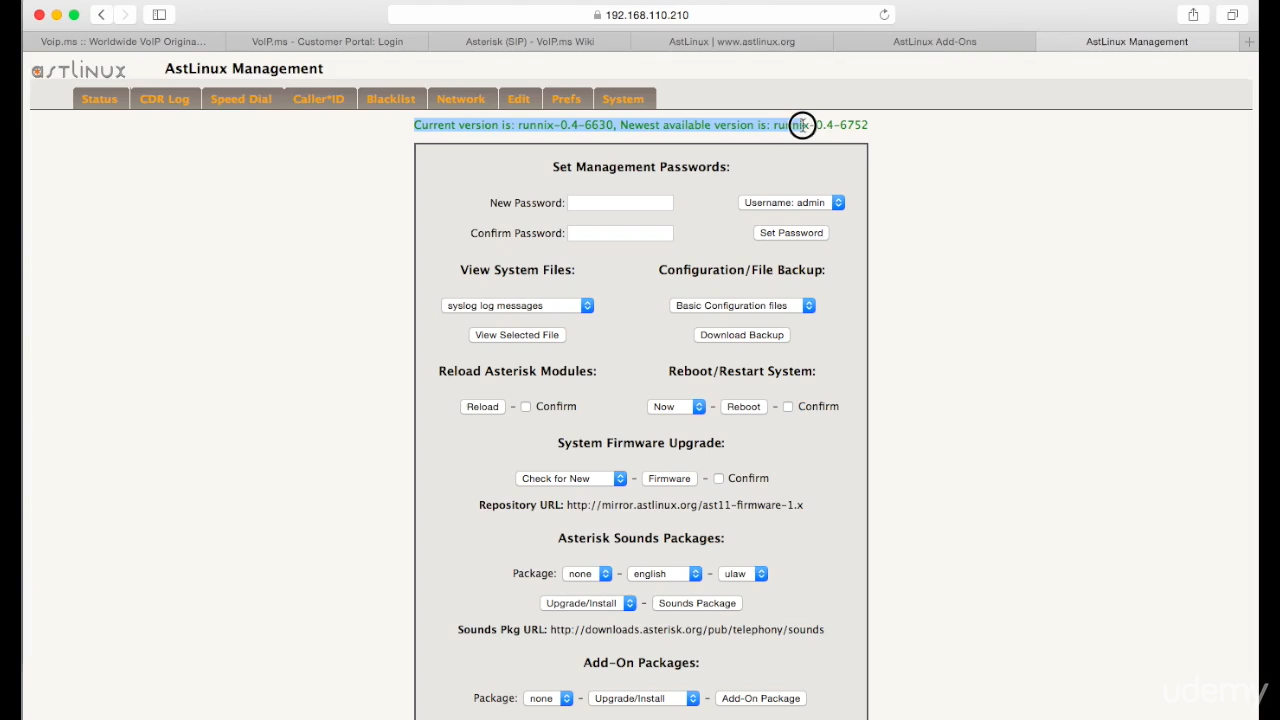 192.168.110.210
Voip.ms :: Worldwide VoIP Origina... VoIP.ms - Customer Portal: Login Asterisk (SIP) - VoIP.ms Wiki AstLinux | www.astlinux.org AstLinux Add-Ons AstLinux Management
astlinux AstLinux Management
Status CDR Log Speed Dial Caller*ID Blacklist Network Edit Prefs System
Current version is: runnix-0.4-6630, Newest available version is: runnix-0.4-6752
Set Management Passwords:
New Password: Username: admin
Confirm Password: Set Password
View System Files: Configuration/File Backup:
syslog log messages Basic Configuration files
View Selected File Download Backup
Reload Asterisk Modules: Reboot/Restart System:
Reload - Confirm Now - Reboot - Confirm
System Firmware Upgrade:
Check for New - Firmware - Confirm
Repository URL: http://mirror.astlinux.org/ast11-firmware-1.x
Asterisk Sounds Packages:
Package: none - english - ulaw
Upgrade/Install - Sounds Package
Sounds Pkg URL: http://downloads.asterisk.org/pub/telephony/sounds
Add-On Packages:
Package: none - Upgrade/Install - Add-On Package
udemy